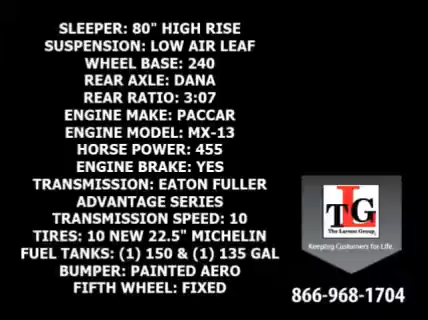 SLEEPER: 80" HIGH RISE
SUSPENSION: LOW AIR LEAF
WHEEL BASE: 240
REAR AXLE: DANA
REAR RATIO: 3:07
ENGINE MAKE: PACCAR
ENGINE MODEL: MX-13
HORSE POWER: 455
ENGINE BRAKE: YES
TRANSMISSION: EATON FULLER
ADVANTAGE SERIES
TRANSMISSION SPEED: 10
TIRES: 10 NEW 22.5" MICHELIN
FUEL TANKS: (1) 150 & (1) 135 GAL
BUMPER: PAINTED AERO
FIFTH WHEEL: FIXED
TLG
The Larson Group
Keeping Customers for Life.
866-968-1704